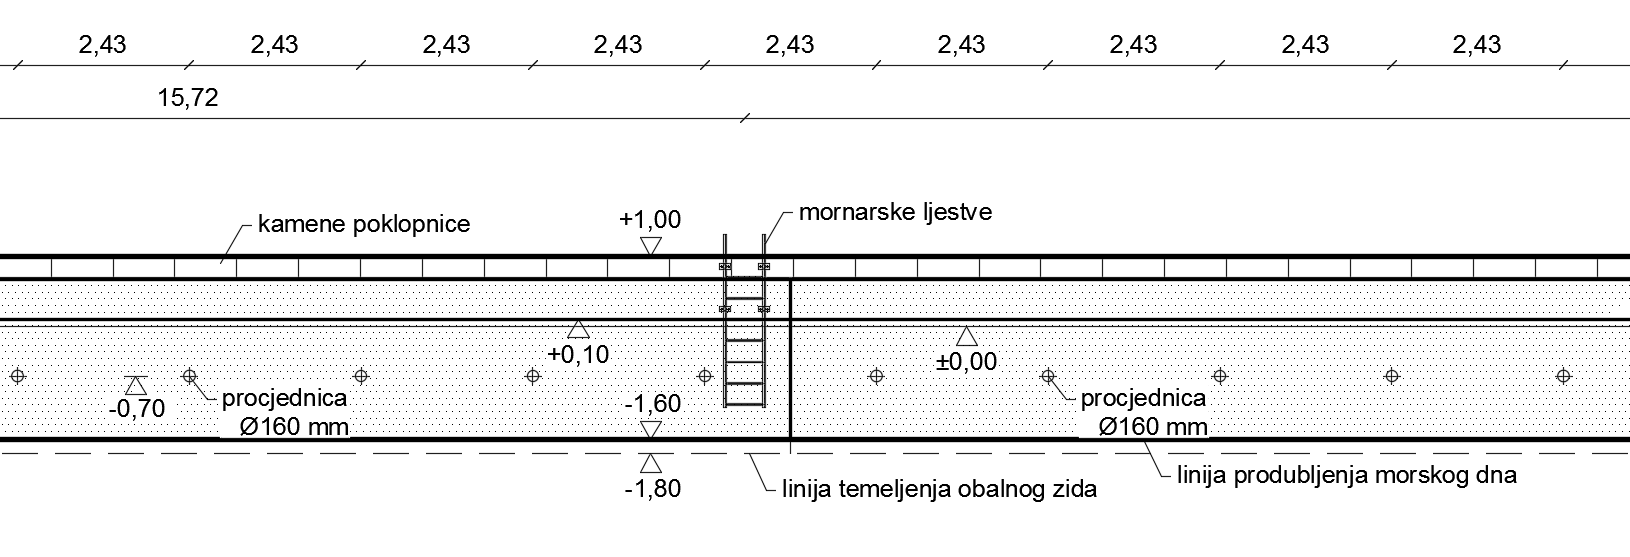 2,43 2,43 2,43 2,43 2,43 2,43 2,43 2,43 2,43
15,72
mornarske ljestve
+1,00
kamene poklopnice
+0,10
±0,00
-0,70
procjednica
Ø160 mm
-1,60
procjednica
Ø160 mm
linija produbljenja morskog dna
-1,80
linija temeljenja obalnog zida